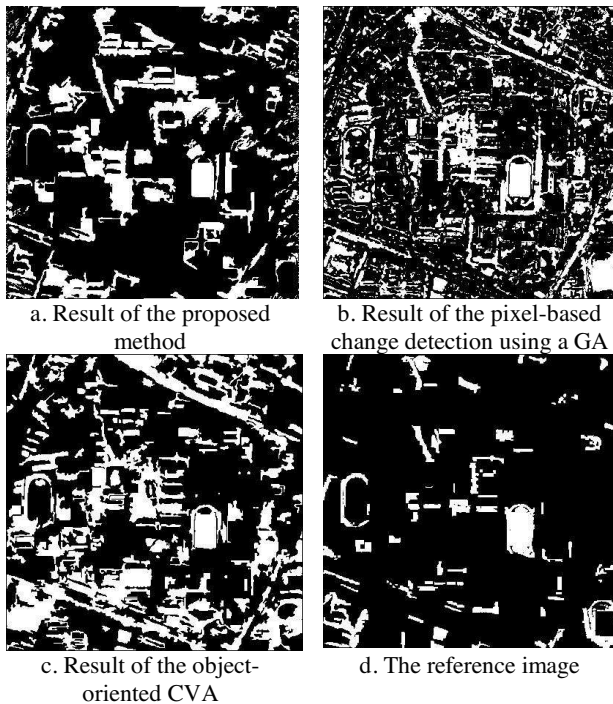 a. Result of the proposed
method
b. Result of the pixel-based
change detection using a GA
c. Result of the object-
oriented CVA
d. The reference image